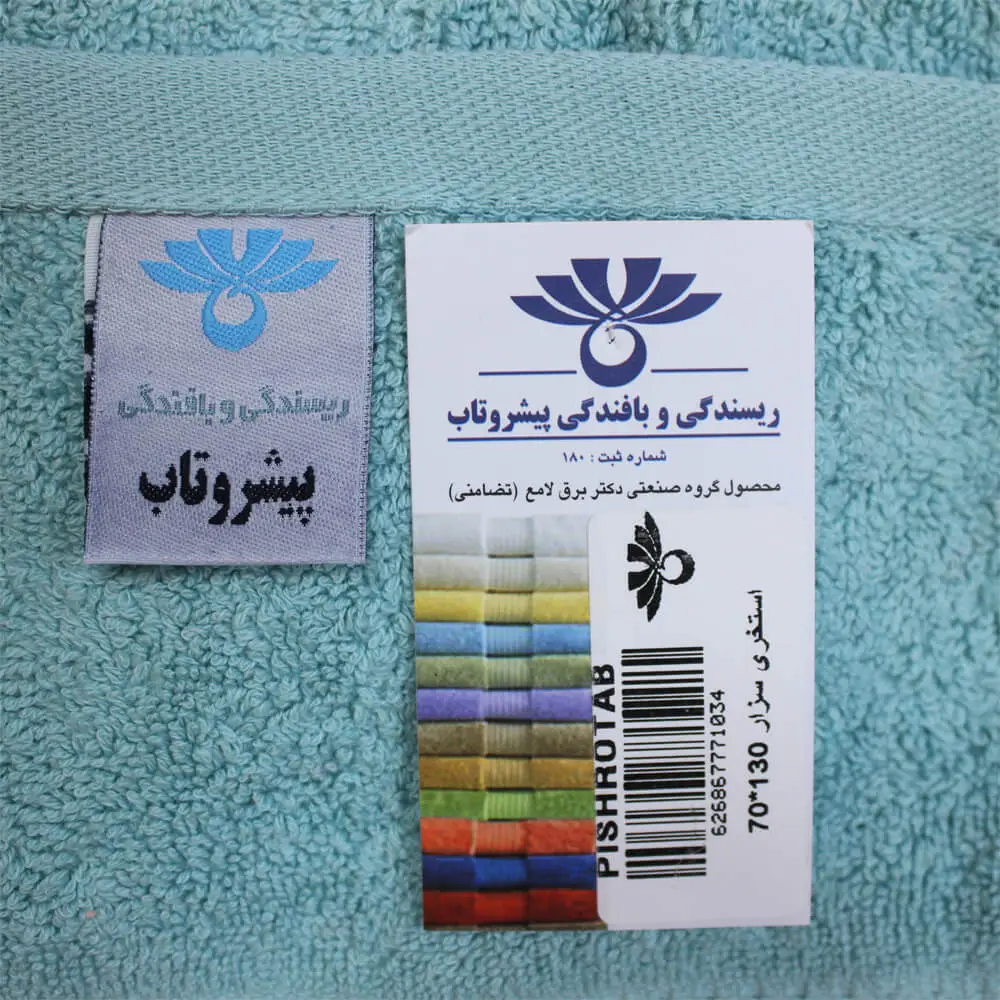 ریسندگی و بافندگی
پیشروتاب
ریسندگی و بافندگی پیشروتاب
شماره ثبت : ۱۸۰
محصول گروه صنعتی دکتر برق لامع (تضامنی)
PISHROTAB
6268677771034
استخری سزار 130*70